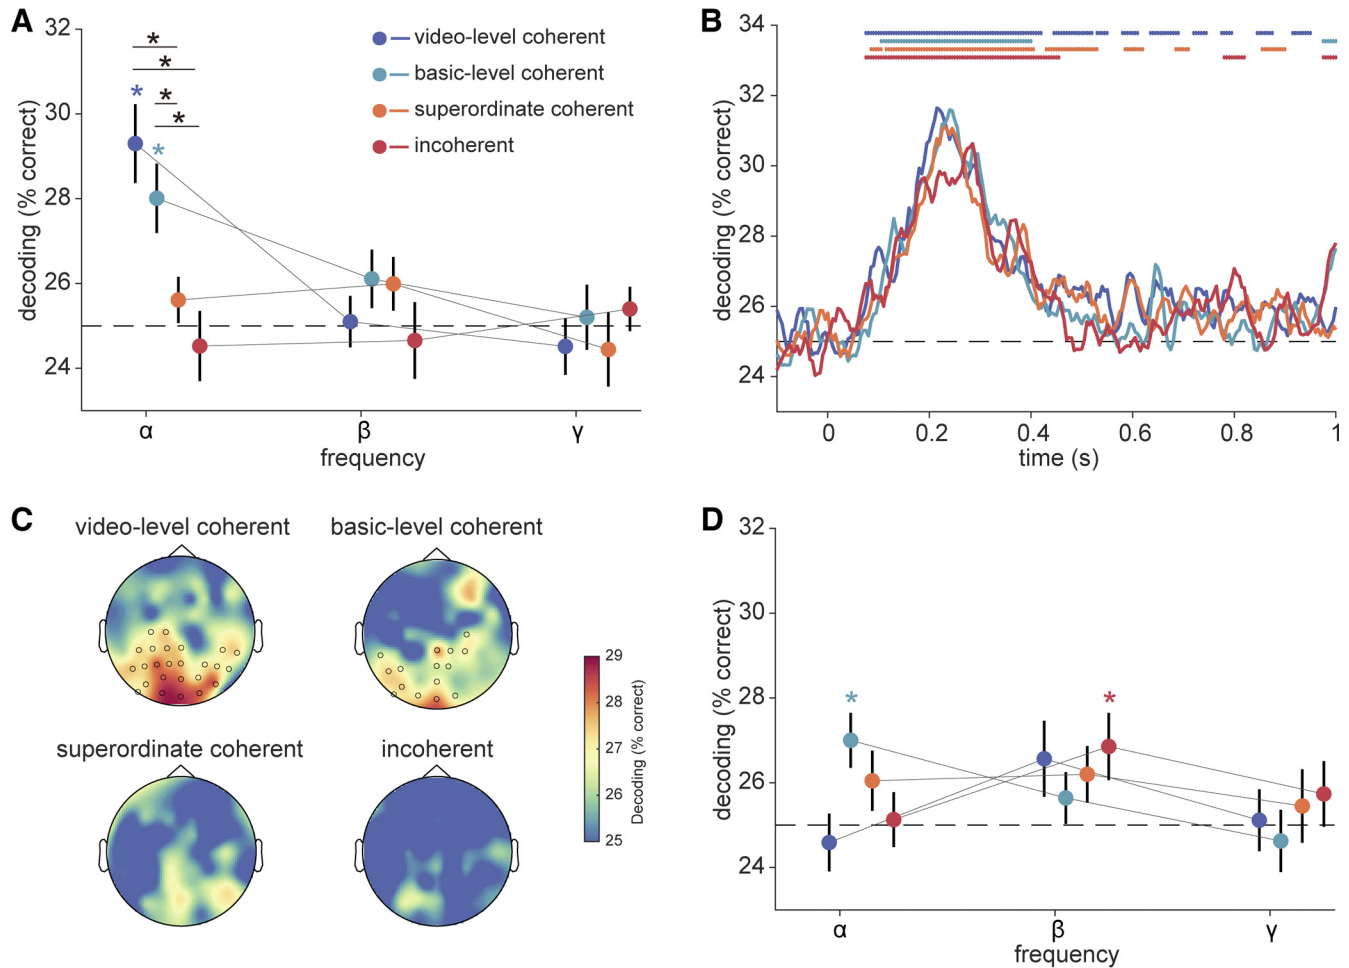 A
32
30
28
26
24
decoding (% correct)
*
*
*
*
*
*
video-level coherent
basic-level coherent
superordinate coherent
incoherent
α
β
γ
frequency
B
34
32
30
28
26
24
decoding (% correct)
0
0.2
0.4
0.6
0.8
1
time (s)
C
video-level coherent
basic-level coherent
superordinate coherent
incoherent
29
28
27
26
25
Decoding (% correct)
D
32
30
28
26
24
decoding (% correct)
*
*
α
β
γ
frequency